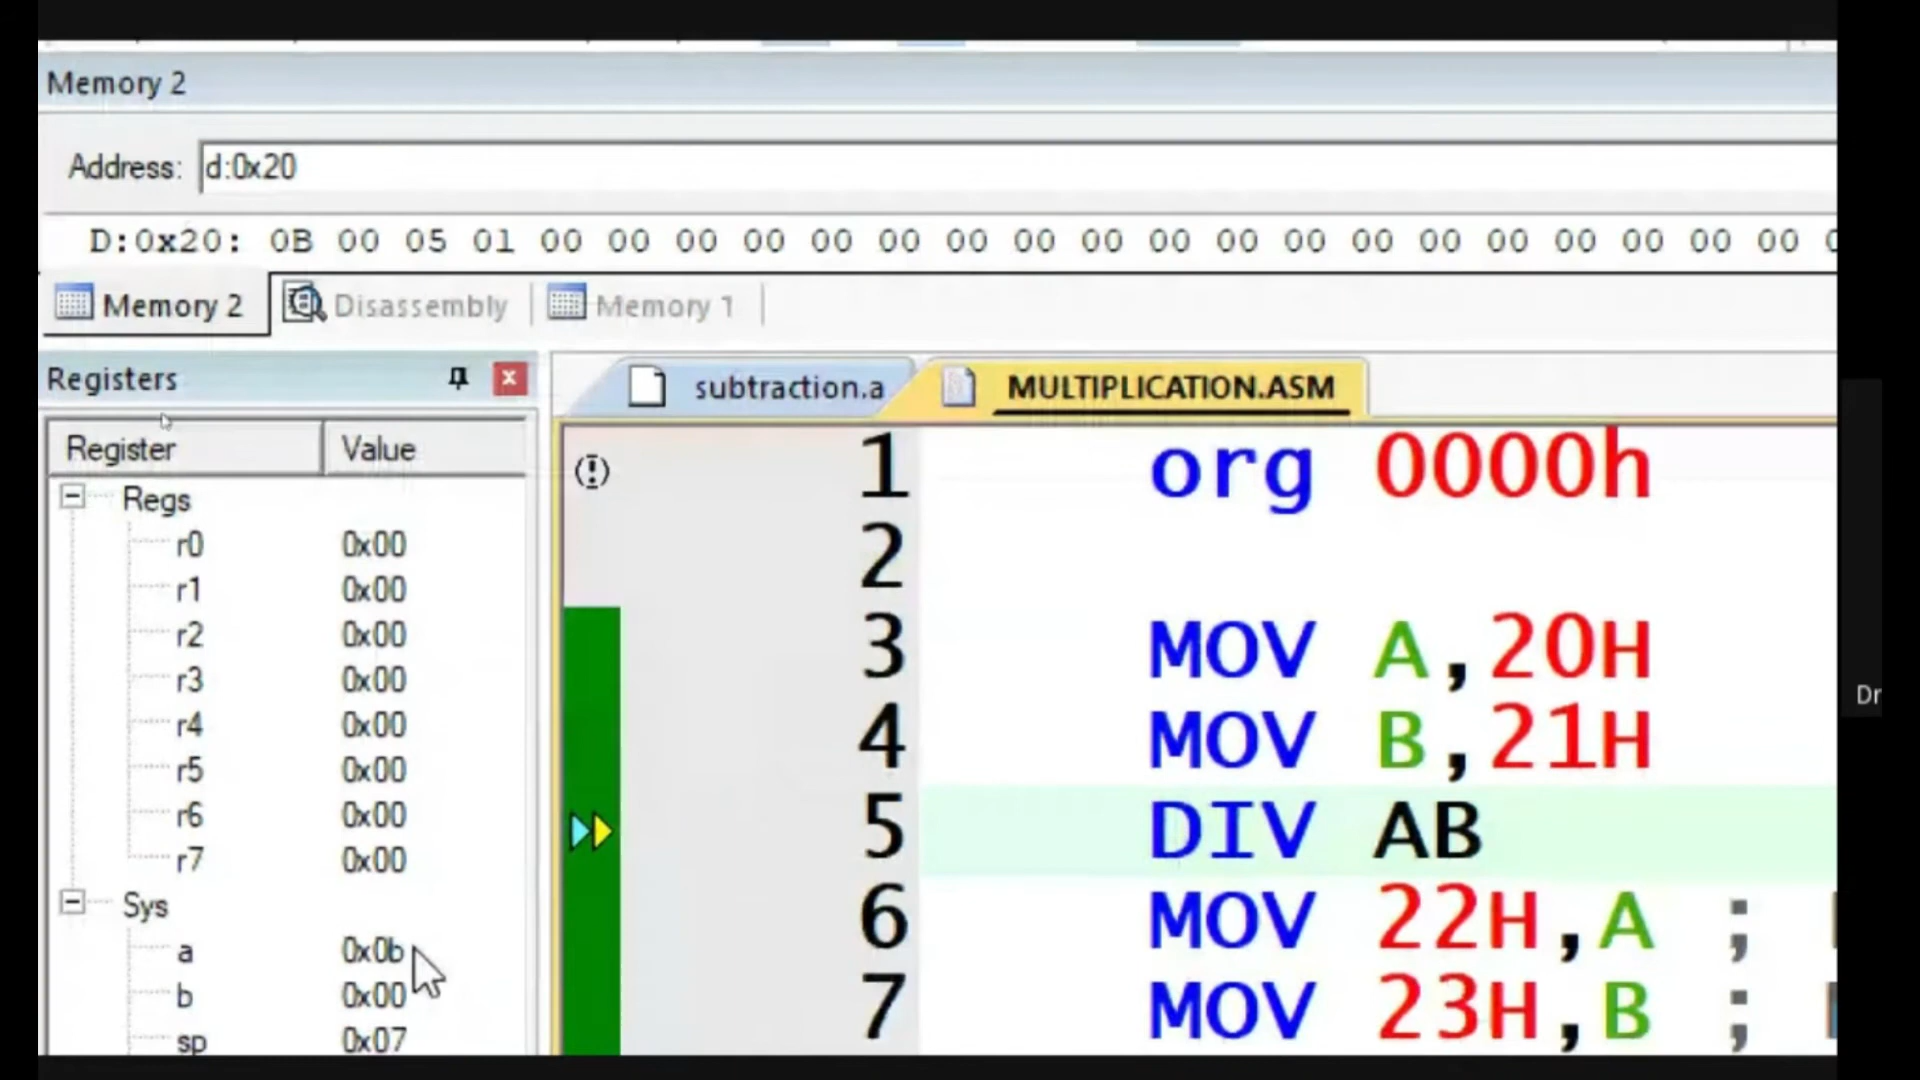 Memory 2
Address: d:0x20
D:0x20: 0B 00 05 01 00 00 00 00 00 00 00 00 00 00 00 00 00 00 00 00 00 00 00
Memory 2 Disassembly Memory 1
Registers
subtraction.a MULTIPLICATION.ASM
Register Value
Regs
r0 0x00
r1 0x00
r2 0x00
r3 0x00
r4 0x00
r5 0x00
r6 0x00
r7 0x00
Sys
a 0x0b
b 0x00
sp 0x07
1 org 0000h
2
3 MOV A,20H
4 MOV B,21H
5 DIV AB
6 MOV 22H,A ;
7 MOV 23H,B ;
Dr